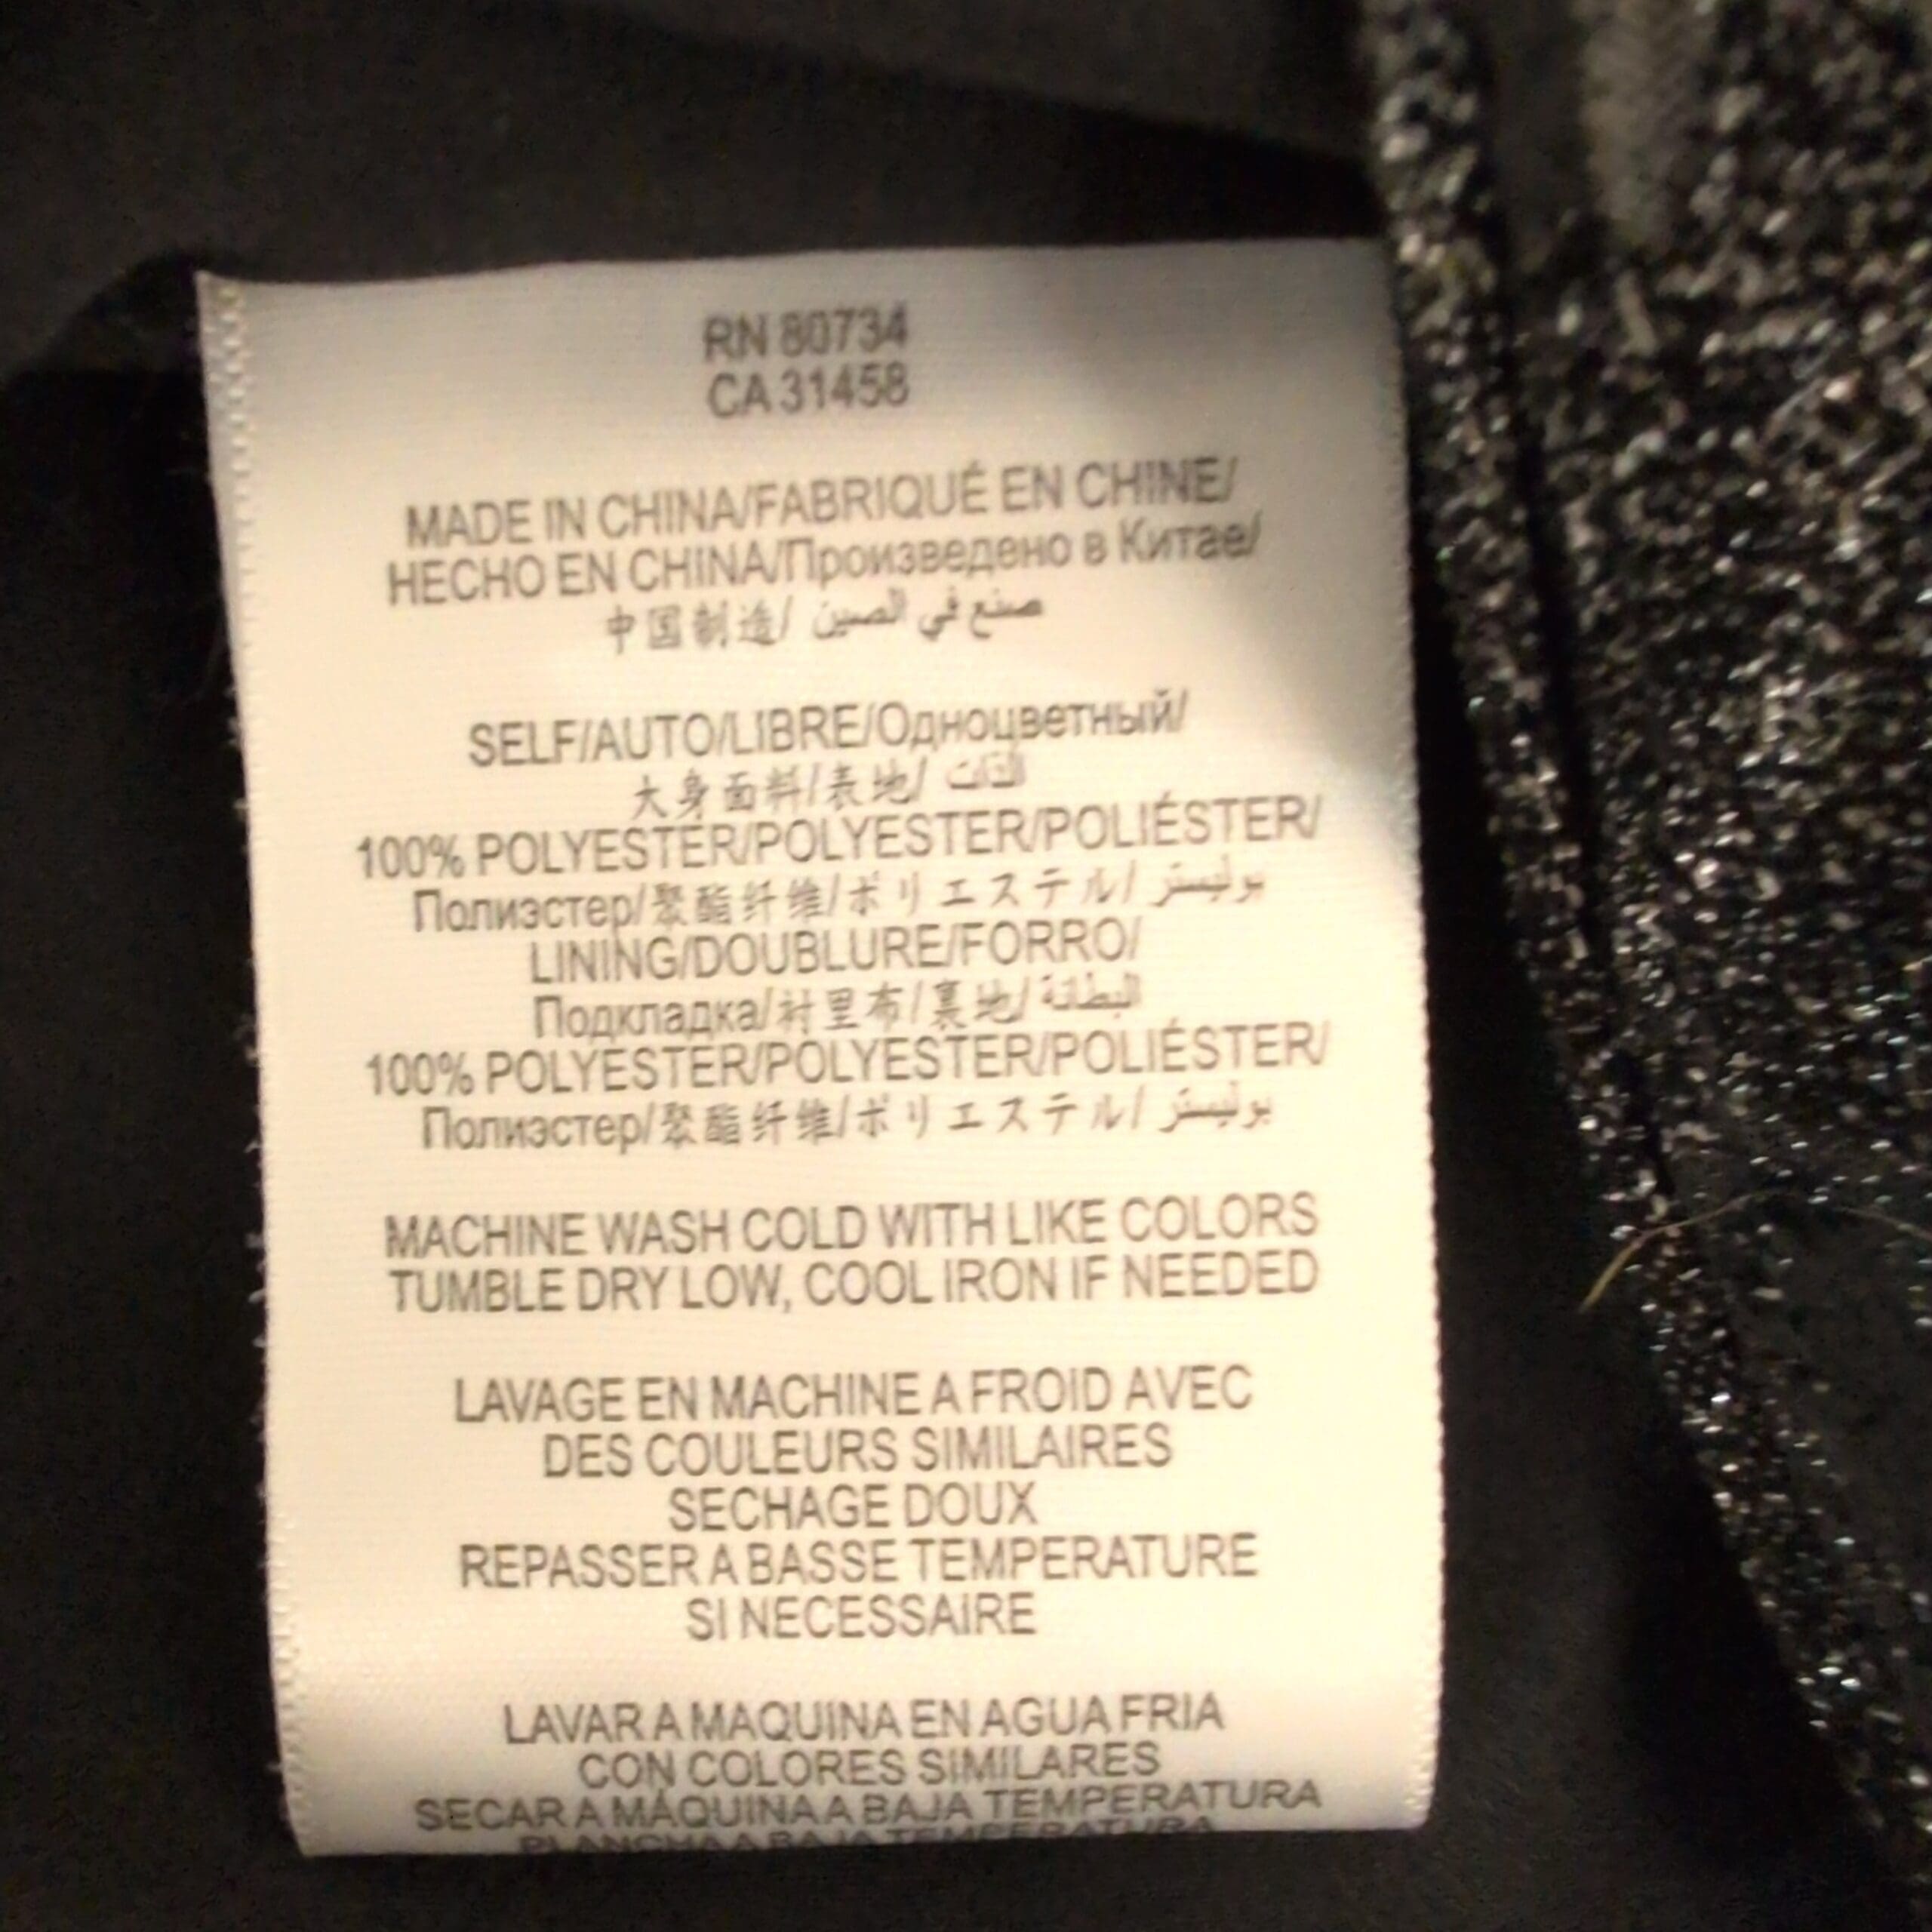 RN 80734
CA 31458
MADE IN CHINA/FABRIQUÉ EN CHINE/
HECHO EN CHINA/Произведено в Китае/
中国制造/ صنع في الصين
SELF/AUTO/LIBRE/Одноцветный/
大身面料/表地/ الذات
100% POLYESTER/POLYESTER/POLIÉSTER/
Полиэстер/聚酯纤维/ポリエステル/ بوليستر
LINING/DOUBLURE/FORRO/
Подкладка/衬里布/裏地/ البطانة
100% POLYESTER/POLYESTER/POLIÉSTER/
Полиэстер/聚酯纤维/ポリエステル/ بوليستر
MACHINE WASH COLD WITH LIKE COLORS
TUMBLE DRY LOW, COOL IRON IF NEEDED
LAVAGE EN MACHINE A FROID AVEC
DES COULEURS SIMILAIRES
SECHAGE DOUX
REPASSER A BASSE TEMPERATURE
SI NECESSAIRE
LAVAR A MAQUINA EN AGUA FRIA
CON COLORES SIMILARES
SECAR A MÁQUINA A BAJA TEMPERATURA
PLANCHA A BAJA TEMPERATURA